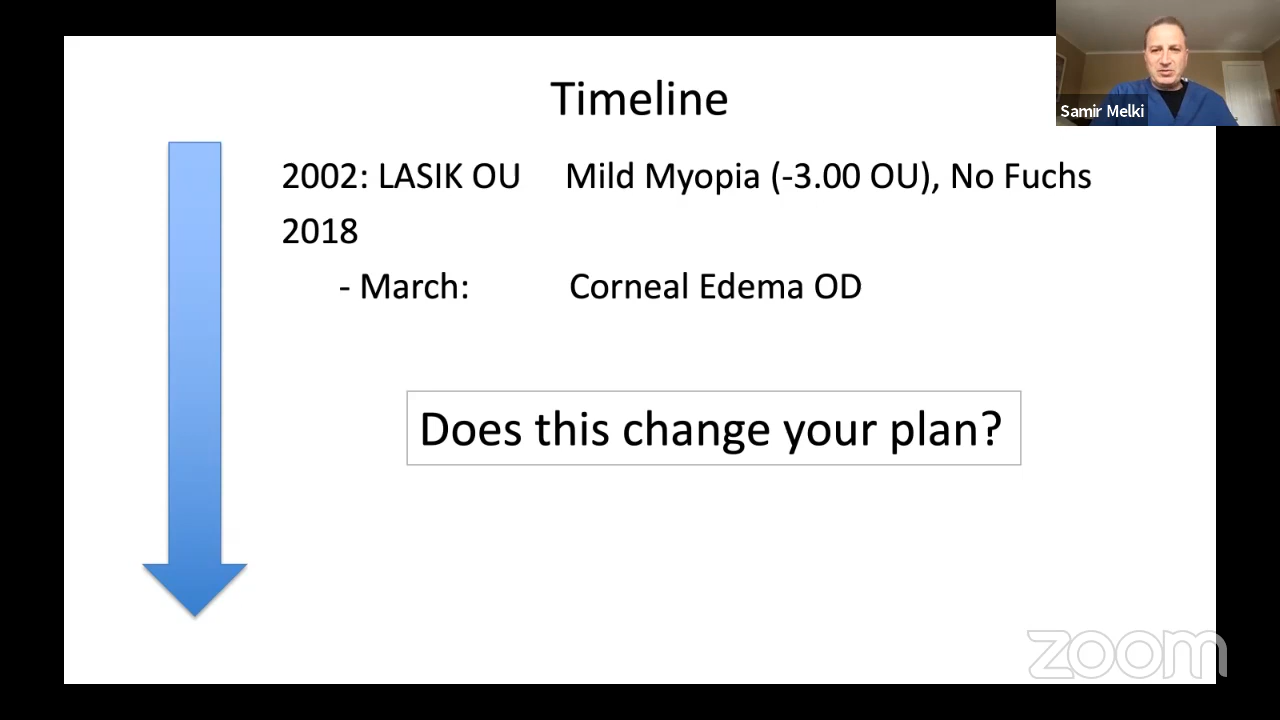 Timeline
Samir Melki
2002: LASIK OU Mild Myopia (-3.00 OU), No Fuchs
2018
- March: Corneal Edema OD
Does this change your plan?
zoom